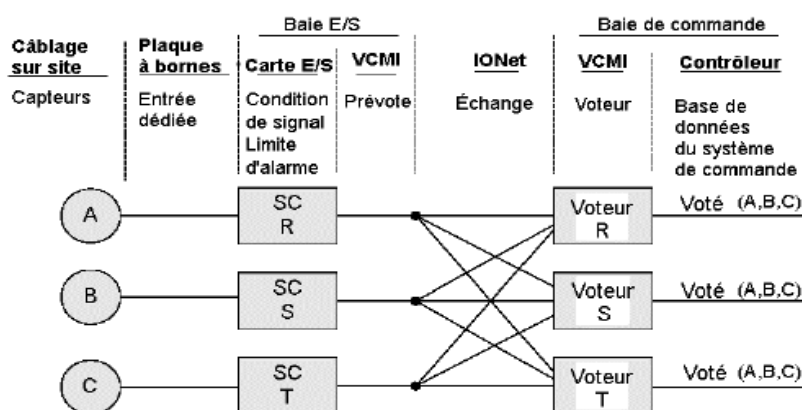 Baie E/S
Baie de commande
Câblage
sur site
Plaque
à bornes
Carte E/S
VCMI
IONet
VCMI
Contrôleur
Capteurs
Entrée
dédiée
Condition
de signal
Limite
d'alarme
Prévote
Échange
Voteur
Base de
données
du système
de commande
A
SC
R
Voteur
R
Voté (A,B,C)
B
SC
S
Voteur
S
Voté (A,B,C)
C
SC
T
Voteur
T
Voté (A,B,C)